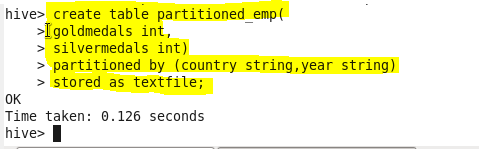 hive> create table partitioned_emp(
> goldmedals int,
> silvermedals int)
> partitioned by (country string,year string)
> stored as textfile;
OK
Time taken: 0.126 seconds
hive>